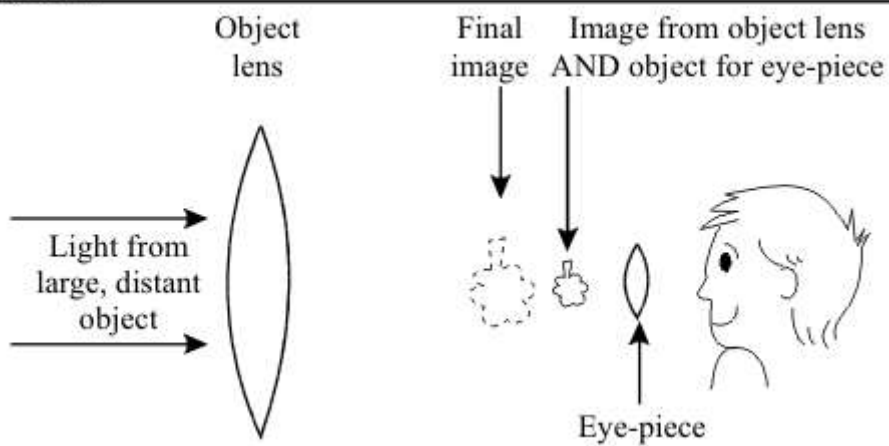 Object
lens
Final
image
Image from object lens
AND object for eye-piece
Light from
large, distant
object
Eye-piece